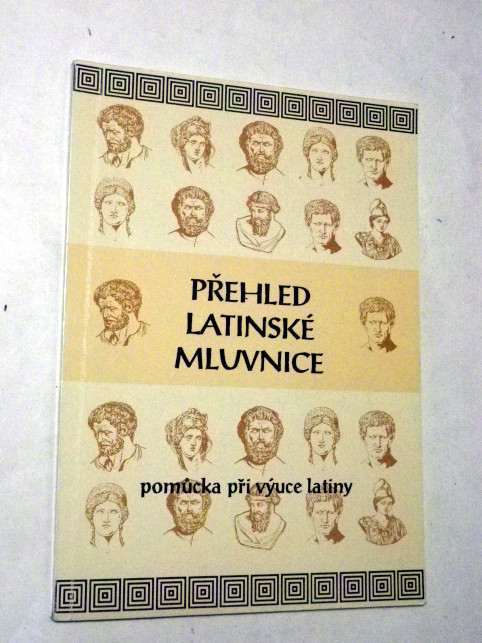 PŘEHLED
LATINSKÉ
MLUVNICE
pomůcka při výuce latiny